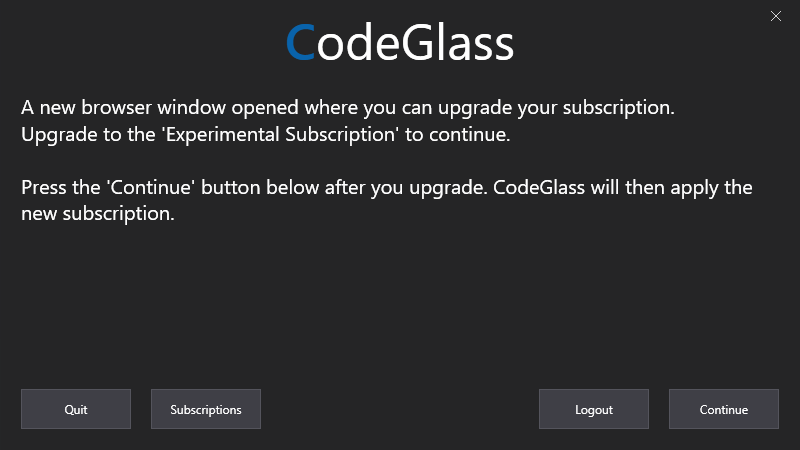 CodeGlass
A new browser window opened where you can upgrade your subscription.
Upgrade to the 'Experimental Subscription' to continue.
Press the 'Continue' button below after you upgrade. CodeGlass will then apply the
new subscription.
Quit
Subscriptions
Logout
Continue